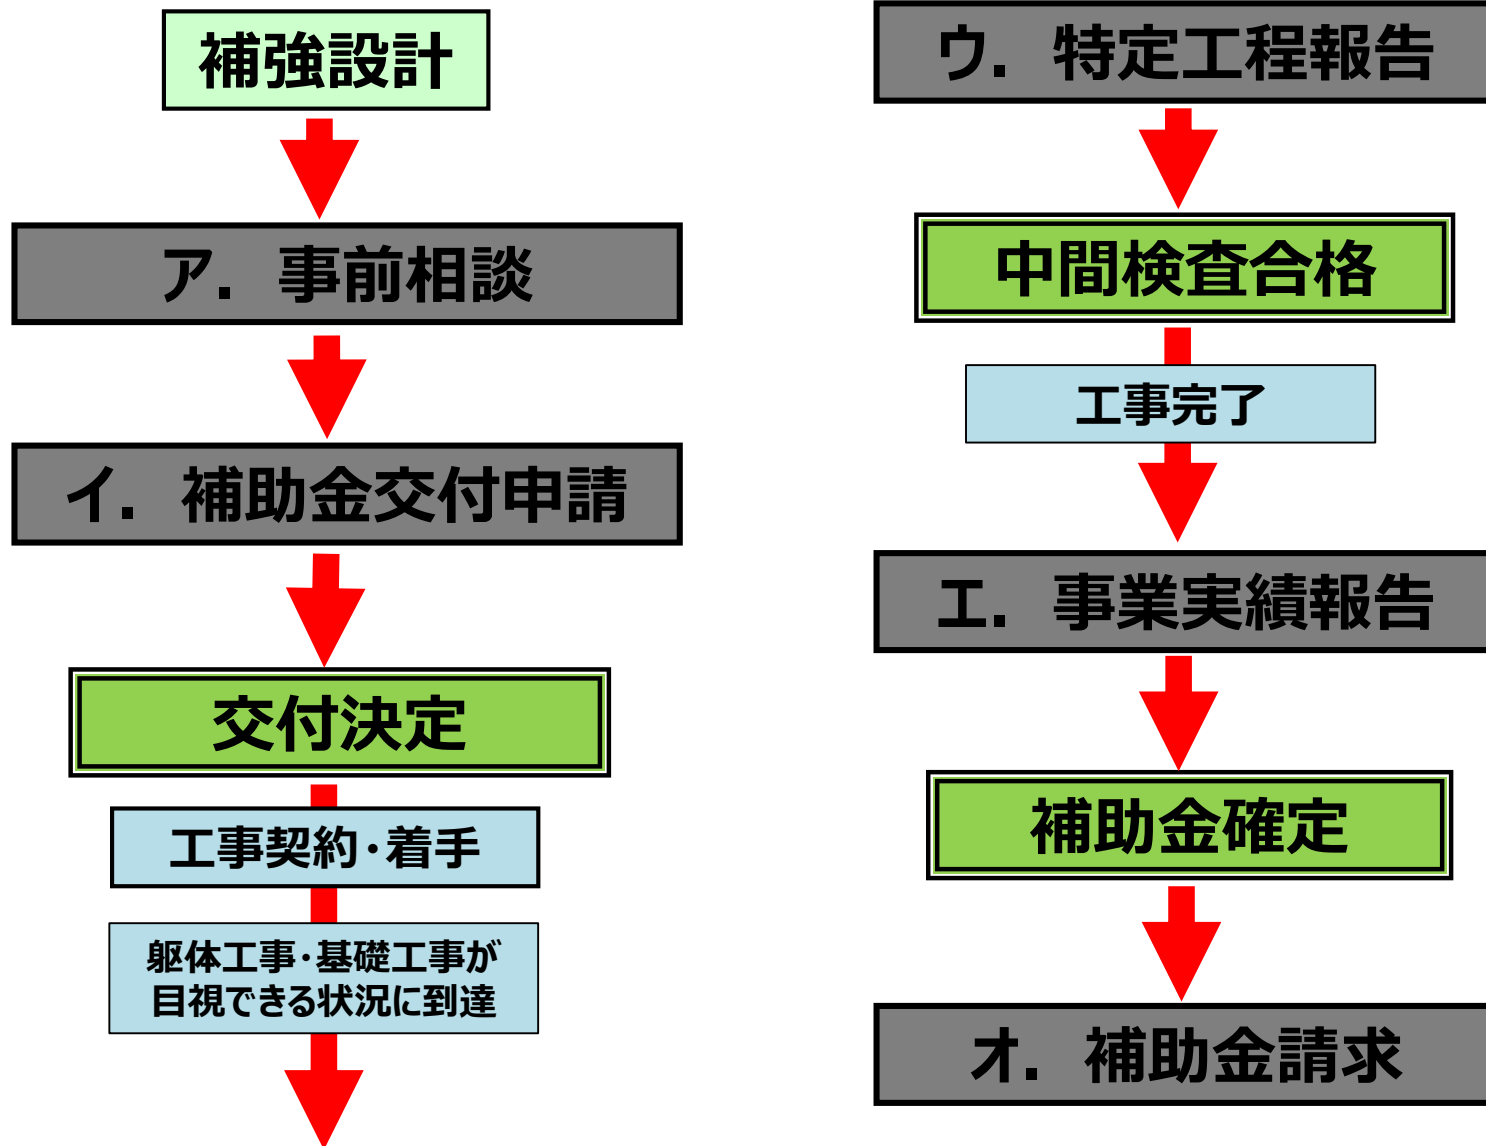 補強設計
ア．事前相談
イ．補助金交付申請
交付決定
工事契約・着手
躯体工事・基礎工事が
目視できる状況に到達
ウ．特定工程報告
中間検査合格
工事完了
エ．事業実績報告
補助金確定
オ．補助金請求